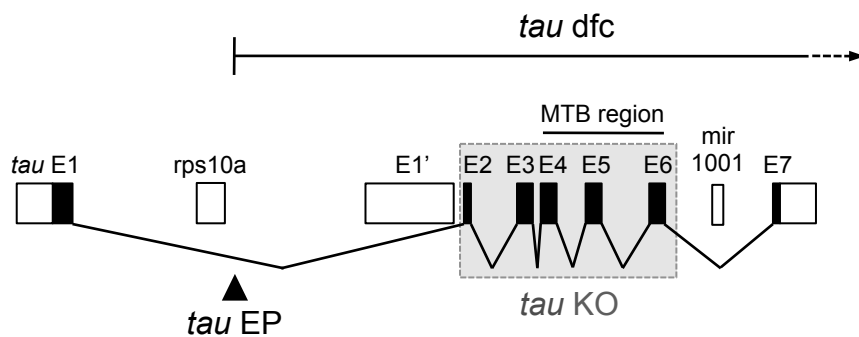 tau dfc
MTB region
mir
1001
tau E1
rps10a
E1’
E2
E3
E4
E5
E6
E7
tau EP
tau KO